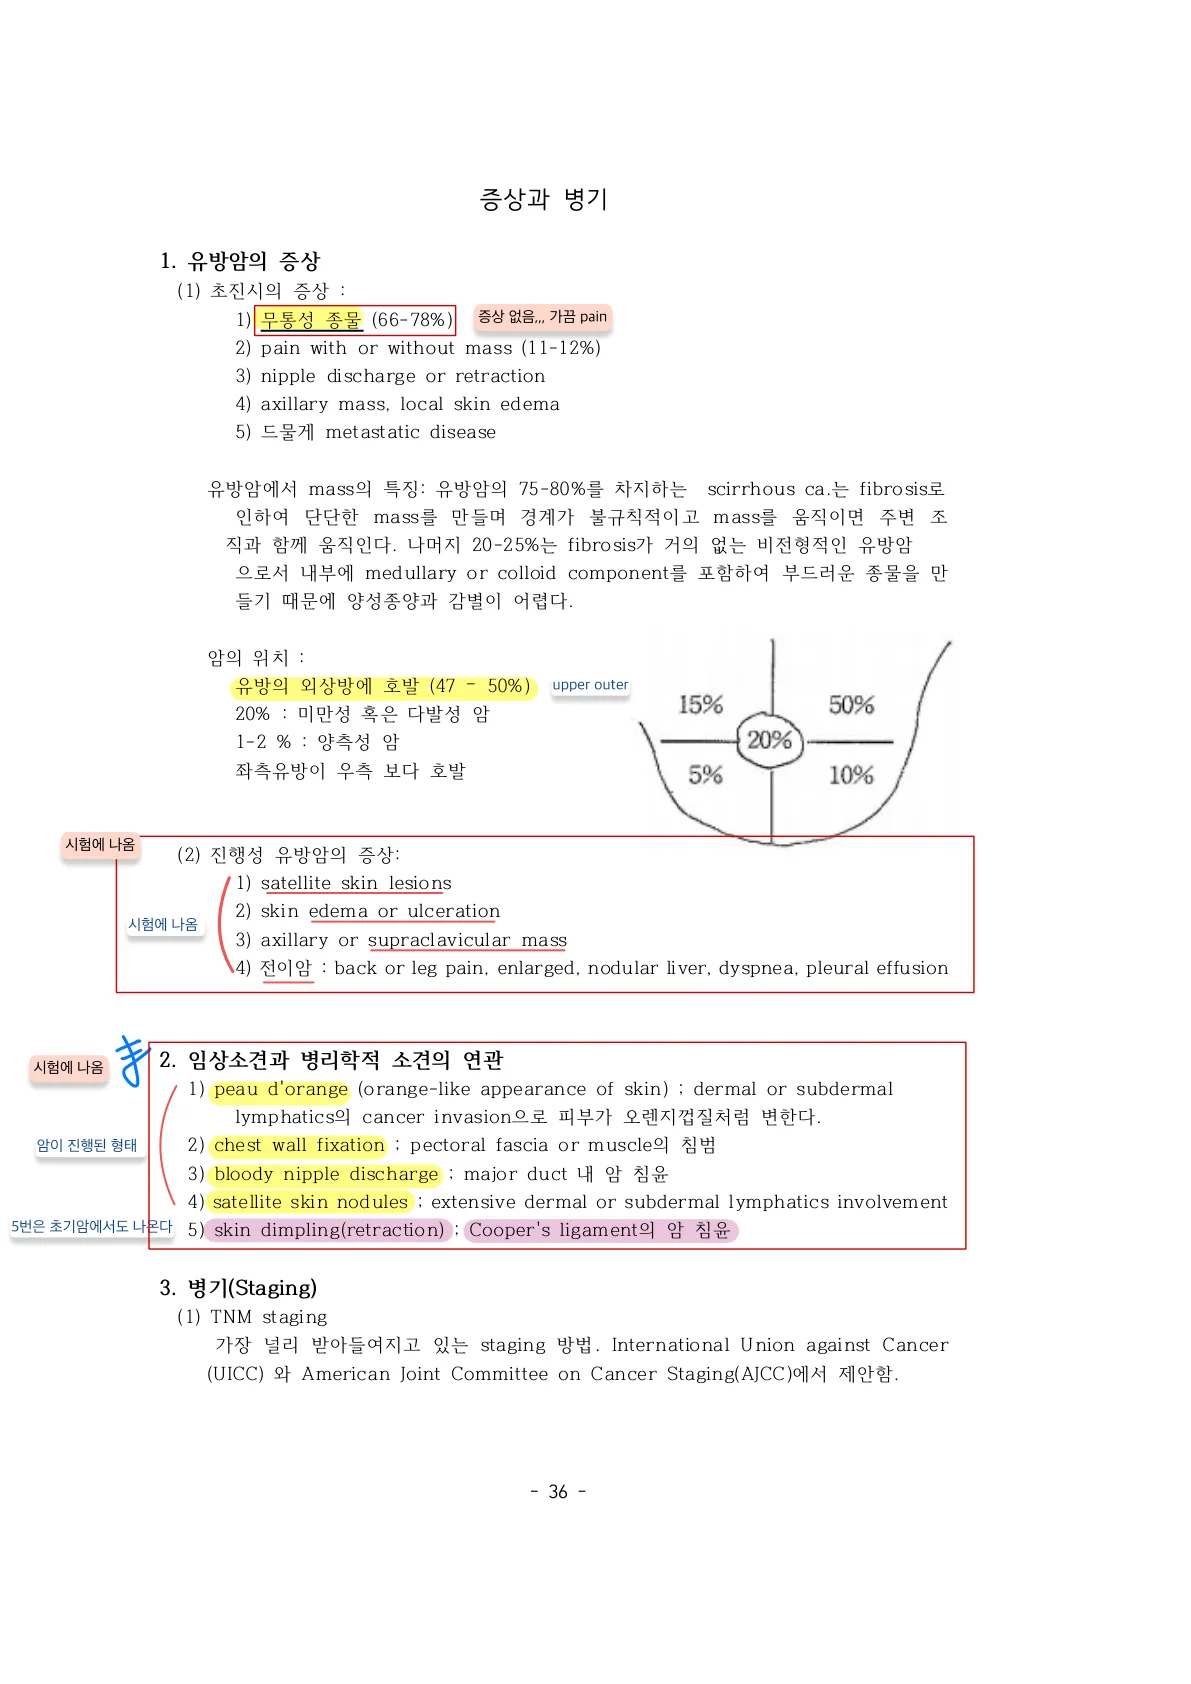 증상과 병기
1. 유방암의 증상
(1) 초진시의 증상 :
1) 무통성 종물 (66-78%)
증상 없음,,, 가끔 pain
2) pain with or without mass (11-12%)
3) nipple discharge or retraction
4) axillary mass, local skin edema
5) 드물게 metastatic disease
유방암에서 mass의 특징: 유방암의 75-80%를 차지하는 scirrhous ca.는 fibrosis로
인하여 단단한 mass를 만들며 경계가 불규칙적이고 mass를 움직이면 주변 조
직과 함께 움직인다. 나머지 20-25%는 fibrosis가 거의 없는 비전형적인 유방암
으로서 내부에 medullary or colloid component를 포함하여 부드러운 종물을 만
들기 때문에 양성종양과 감별이 어렵다.
암의 위치 :
유방의 외상방에 호발 (47 - 50%)
upper outer
20% : 미만성 혹은 다발성 암
1-2 % : 양측성 암
좌측유방이 우측 보다 호발
15% 50%
20%
5% 10%
시험에 나옴
(2) 진행성 유방암의 증상:
1) satellite skin lesions
2) skin edema or ulceration
시험에 나옴
3) axillary or supraclavicular mass
4) 전이암 : back or leg pain, enlarged, nodular liver, dyspnea, pleural effusion
시험에 나옴
2. 임상소견과 병리학적 소견의 연관
1) peau d'orange (orange-like appearance of skin) ; dermal or subdermal
lymphatics의 cancer invasion으로 피부가 오렌지껍질처럼 변한다.
암이 진행된 형태
2) chest wall fixation ; pectoral fascia or muscle의 침범
3) bloody nipple discharge ; major duct 내 암 침윤
4) satellite skin nodules ; extensive dermal or subdermal lymphatics involvement
5번은 초기암에서도 나온다
5) skin dimpling(retraction) ; Cooper's ligament의 암 침윤
3. 병기(Staging)
(1) TNM staging
가장 널리 받아들여지고 있는 staging 방법. International Union against Cancer
(UICC) 와 American Joint Committee on Cancer Staging(AJCC)에서 제안함.
- 36 -